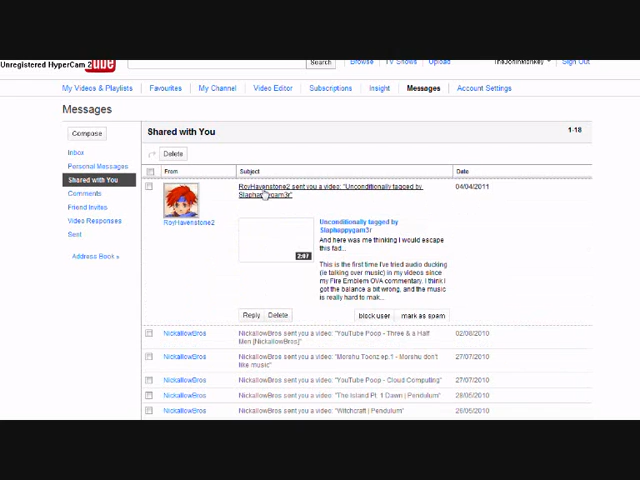 Unregistered HyperCam 2
Search
Browse
TV Shows
Upload
TheJoninMonkey
Sign Out
My Videos & Playlists
Favourites
My Channel
Video Editor
Subscriptions
Insight
Messages
Account Settings
Messages
Compose
Shared with You
1-18
Inbox
Personal Messages
Shared with You
Comments
Friend Invites
Video Responses
Sent
Address Book »
Delete
From
Subject
Date
RoyHavenstone2 sent you a video: "Unconditionally tagged by
Slaphappygam3r"
04/04/2011
RoyHavenstone2
2:07
Unconditionally tagged by
Slaphappygam3r
And here was me thinking I would escape
this fad...
This is the first time I've tried audio ducking
(ie talking over music) in my videos since
my Fire Emblem OVA commentary. I think I
got the balance a bit wrong, and the music
is really hard to mak...
Reply
Delete
block user
mark as spam
NickallowBros
NickallowBros sent you a video: "YouTube Poop - Three & a Half
Men [NickallowBros]"
02/08/2010
NickallowBros
NickallowBros sent you a video: "Morshu Toonz ep.1 - Morshu don't
like music"
27/07/2010
NickallowBros
NickallowBros sent you a video: "YouTube Poop - Cloud Computing"
27/07/2010
NickallowBros
NickallowBros sent you a video: "The Island Pt. 1 Dawn | Pendulum"
28/05/2010
NickallowBros
NickallowBros sent you a video: "Witchcraft | Pendulum"
26/05/2010